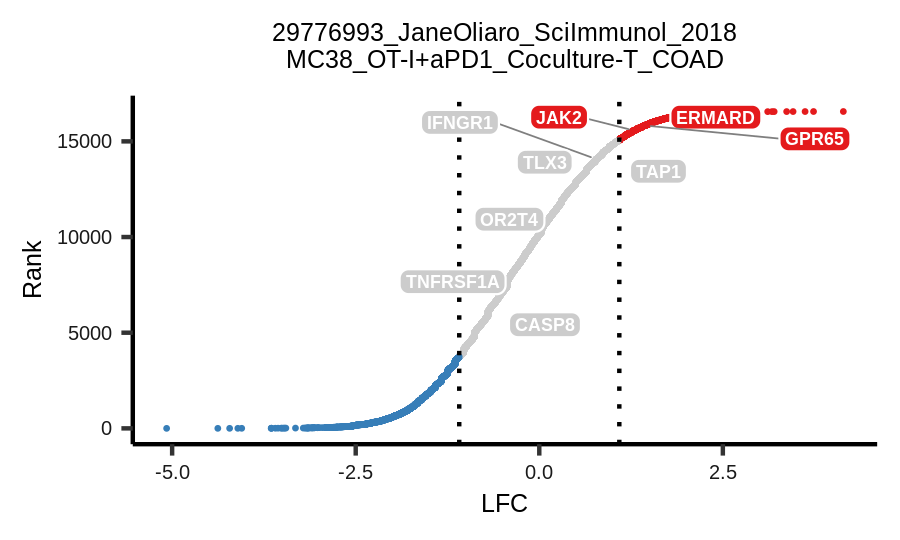 29776993_JaneOliaro_SciImmunol_2018
MC38_OT-I+aPD1_Coculture-T_COAD
Rank
15000
10000
5000
0
IFNGR1
JAK2
ERMARD
GPR65
TLX3
TAP1
OR2T4
TNFRSF1A
CASP8
-5.0
-2.5
0.0
2.5
LFC